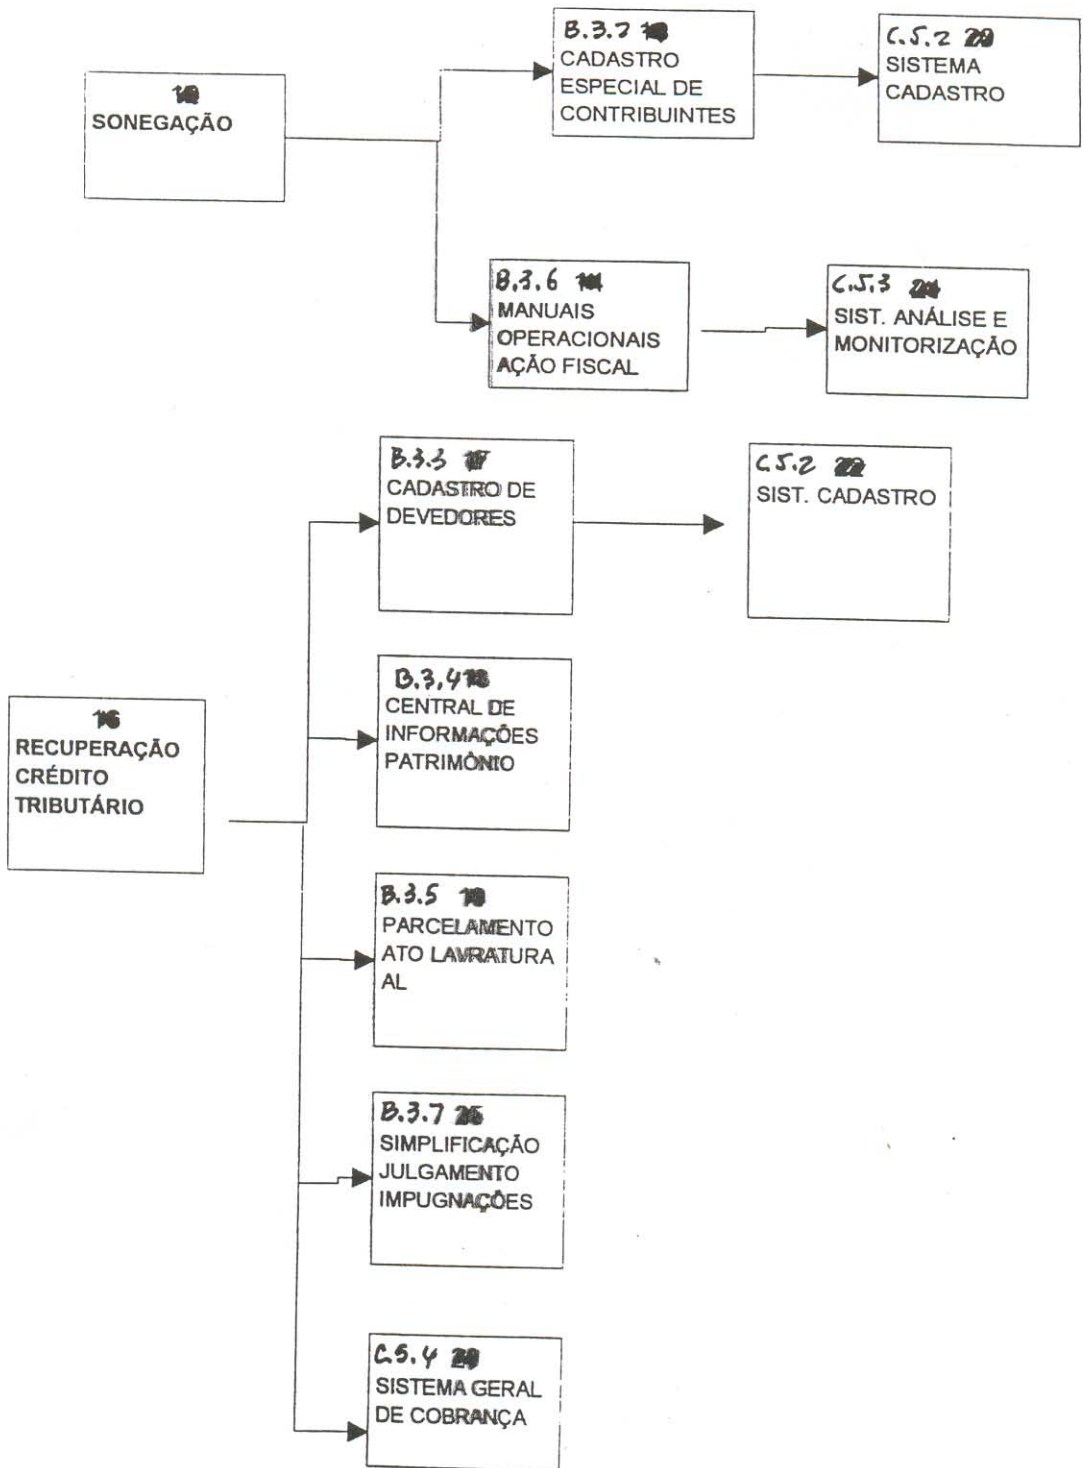 SONEGAÇÃO
B.3.2
CADASTRO
ESPECIAL DE
CONTRIBUINTES
C.5.2
SISTEMA
CADASTRO
B.3.6
MANUAIS
OPERACIONAIS
AÇÃO FISCAL
C.5.3
SIST. ANÁLISE E
MONITORIZAÇÃO
B.3.3
CADASTRO DE
DEVEDORES
C.5.2
SIST. CADASTRO
RECUPERAÇÃO
CRÉDITO
TRIBUTÁRIO
B.3.4
CENTRAL DE
INFORMAÇÕES
PATRIMÔNIO
B.3.5
PARCELAMENTO
ATO LAVRATURA
AL
B.3.7
SIMPLIFICAÇÃO
JULGAMENTO
IMPUGNAÇÕES
C.5.4
SISTEMA GERAL
DE COBRANÇA